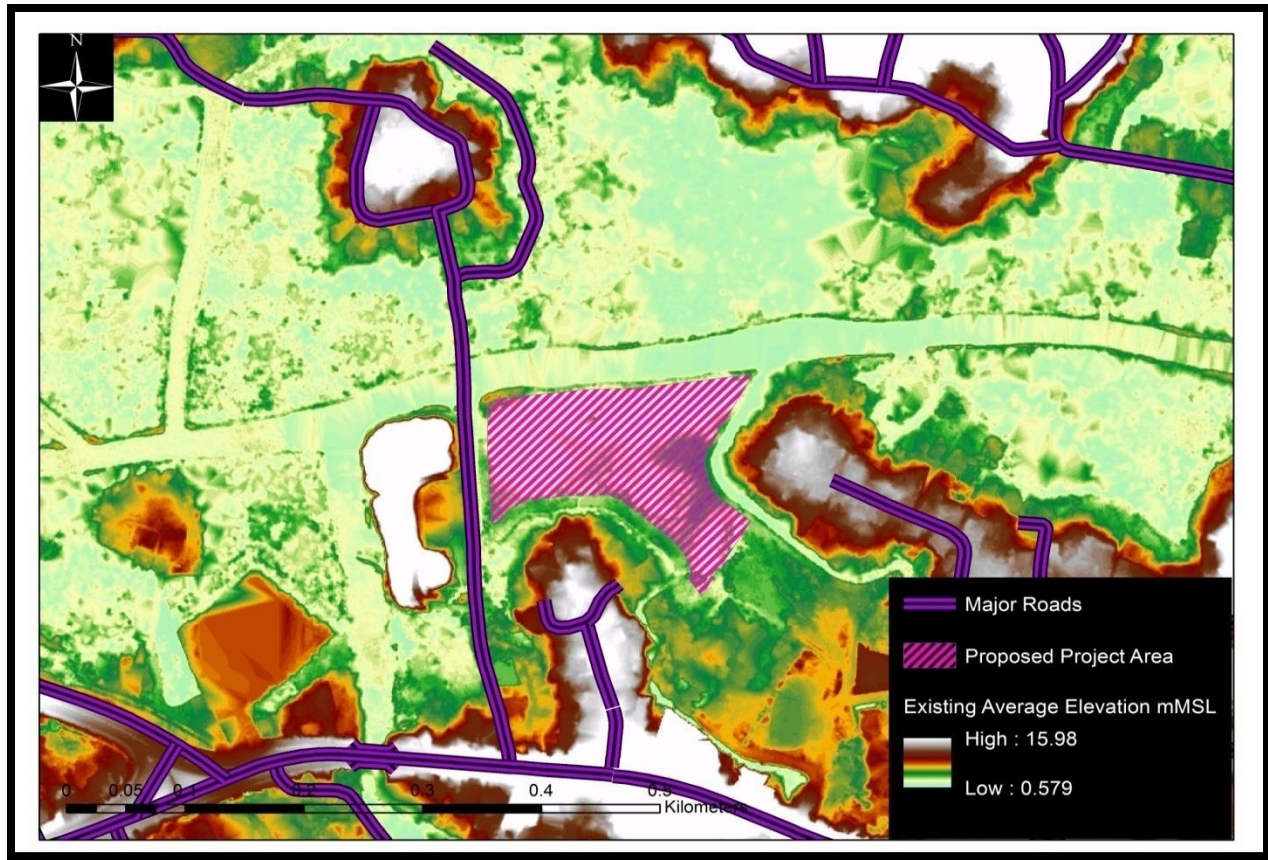 N
Major Roads
Proposed Project Area
Existing Average Elevation mMSL
High : 15.98
Low : 0.579
0 0.05 0.1 0.2 0.3 0.4 0.5
Kilometers